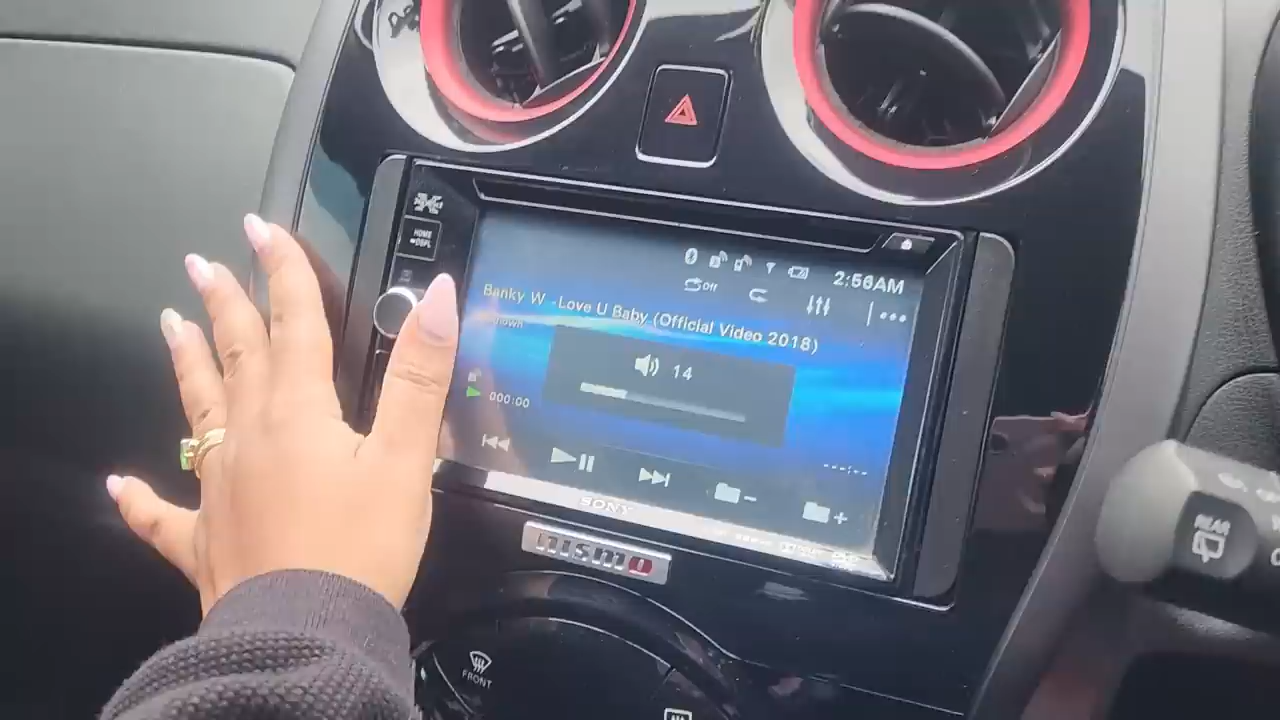 HOME
DSPL
2:56AM
Off
Banky W - Love U Baby (Official Video 2018)
14
000:00
--:--
SONY
nismo
FRONT
REAR